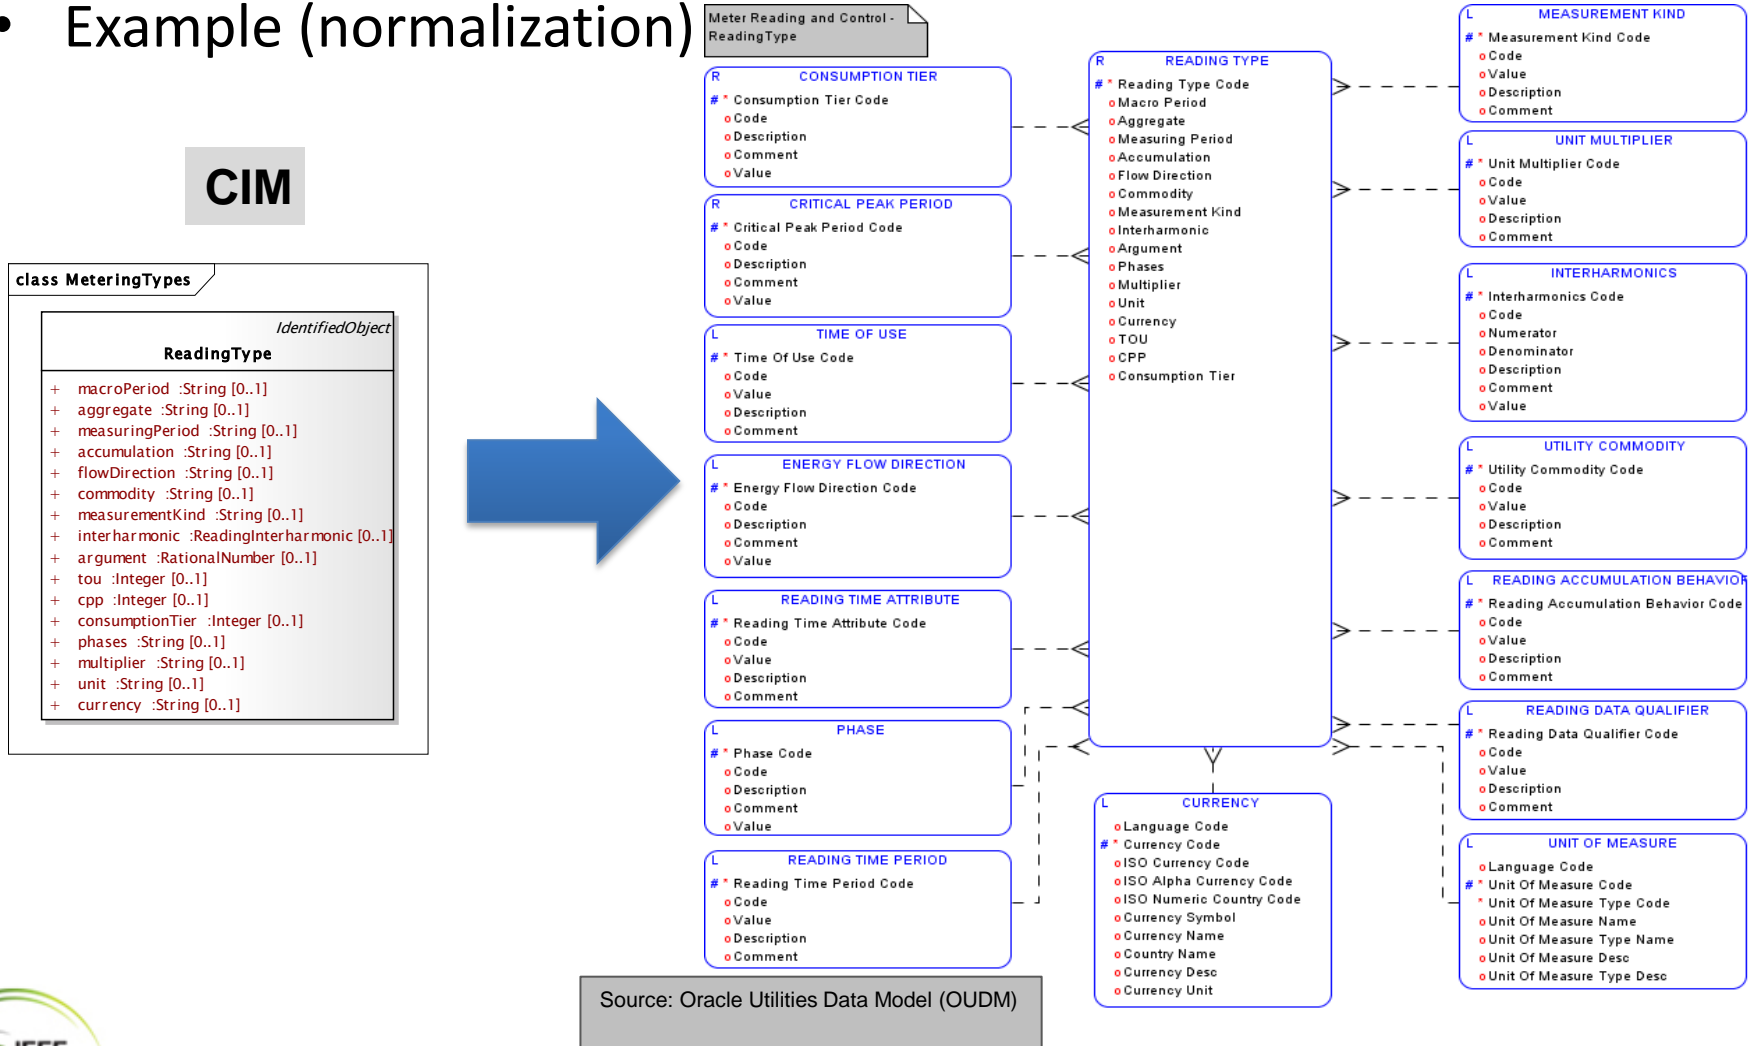 • Example (normalization)
Meter Reading and Control -
ReadingType
CIM
class MeteringTypes
IdentifiedObject
ReadingType
+ macroPeriod :String [0..1]
+ aggregate :String [0..1]
+ measuringPeriod :String [0..1]
+ accumulation :String [0..1]
+ flowDirection :String [0..1]
+ commodity :String [0..1]
+ measurementKind :String [0..1]
+ interharmonic :ReadingInterharmonic [0..1]
+ argument :RationalNumber [0..1]
+ tou :Integer [0..1]
+ cpp :Integer [0..1]
+ consumptionTier :Integer [0..1]
+ phases :String [0..1]
+ multiplier :String [0..1]
+ unit :String [0..1]
+ currency :String [0..1]
R CONSUMPTION TIER
# * Consumption Tier Code
o Code
o Description
o Comment
o Value
R CRITICAL PEAK PERIOD
# * Critical Peak Period Code
o Code
o Description
o Comment
o Value
L TIME OF USE
# * Time Of Use Code
o Code
o Value
o Description
o Comment
L ENERGY FLOW DIRECTION
# * Energy Flow Direction Code
o Code
o Description
o Comment
o Value
L READING TIME ATTRIBUTE
# * Reading Time Attribute Code
o Code
o Value
o Description
o Comment
L PHASE
# * Phase Code
o Code
o Description
o Comment
o Value
L READING TIME PERIOD
# * Reading Time Period Code
o Code
o Value
o Description
o Comment
R READING TYPE
# * Reading Type Code
o Macro Period
o Aggregate
o Measuring Period
o Accumulation
o Flow Direction
o Commodity
o Measurement Kind
o Interharmonic
o Argument
o Phases
o Multiplier
o Unit
o Currency
o TOU
o CPP
o Consumption Tier
L CURRENCY
o Language Code
# * Currency Code
o ISO Currency Code
o ISO Alpha Currency Code
o ISO Numeric Country Code
o Currency Symbol
o Currency Name
o Country Name
o Currency Desc
o Currency Unit
L MEASUREMENT KIND
# * Measurement Kind Code
o Code
o Value
o Description
o Comment
L UNIT MULTIPLIER
# * Unit Multiplier Code
o Code
o Value
o Description
o Comment
L INTERHARMONICS
# * Interharmonics Code
o Code
o Numerator
o Denominator
o Description
o Comment
o Value
L UTILITY COMMODITY
# * Utility Commodity Code
o Code
o Value
o Description
o Comment
L READING ACCUMULATION BEHAVIOR
# * Reading Accumulation Behavior Code
o Code
o Value
o Description
o Comment
L READING DATA QUALIFIER
# * Reading Data Qualifier Code
o Code
o Value
o Description
o Comment
L UNIT OF MEASURE
o Language Code
# * Unit Of Measure Code
* Unit Of Measure Type Code
o Unit Of Measure Name
o Unit Of Measure Type Name
o Unit Of Measure Desc
o Unit Of Measure Type Desc
Source: Oracle Utilities Data Model (OUDM)